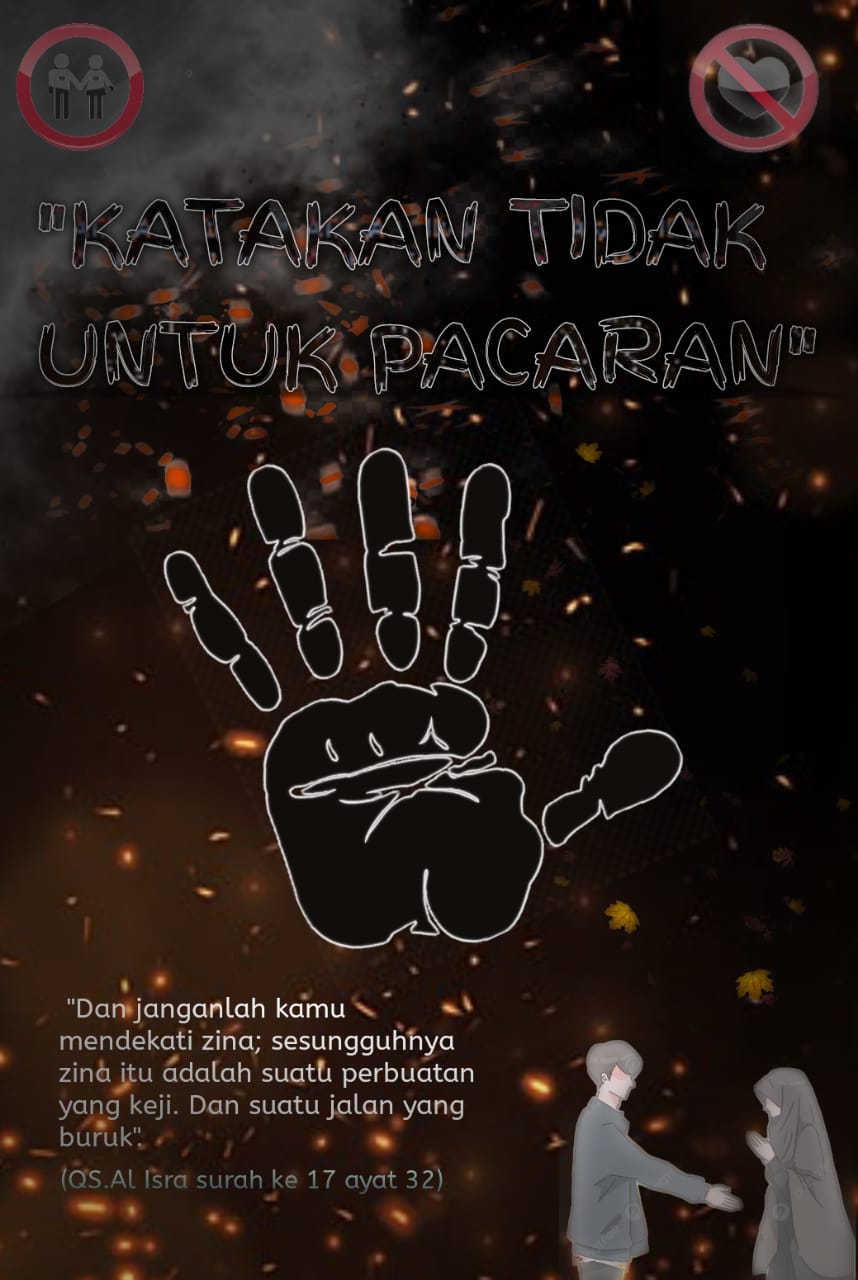 "KATAKAN TIDAK
UNTUK PACARAN"
"Dan janganlah kamu
mendekati zina; sesungguhnya
zina itu adalah suatu perbuatan
yang keji. Dan suatu jalan yang
buruk".
(QS.Al Isra surah ke 17 ayat 32)